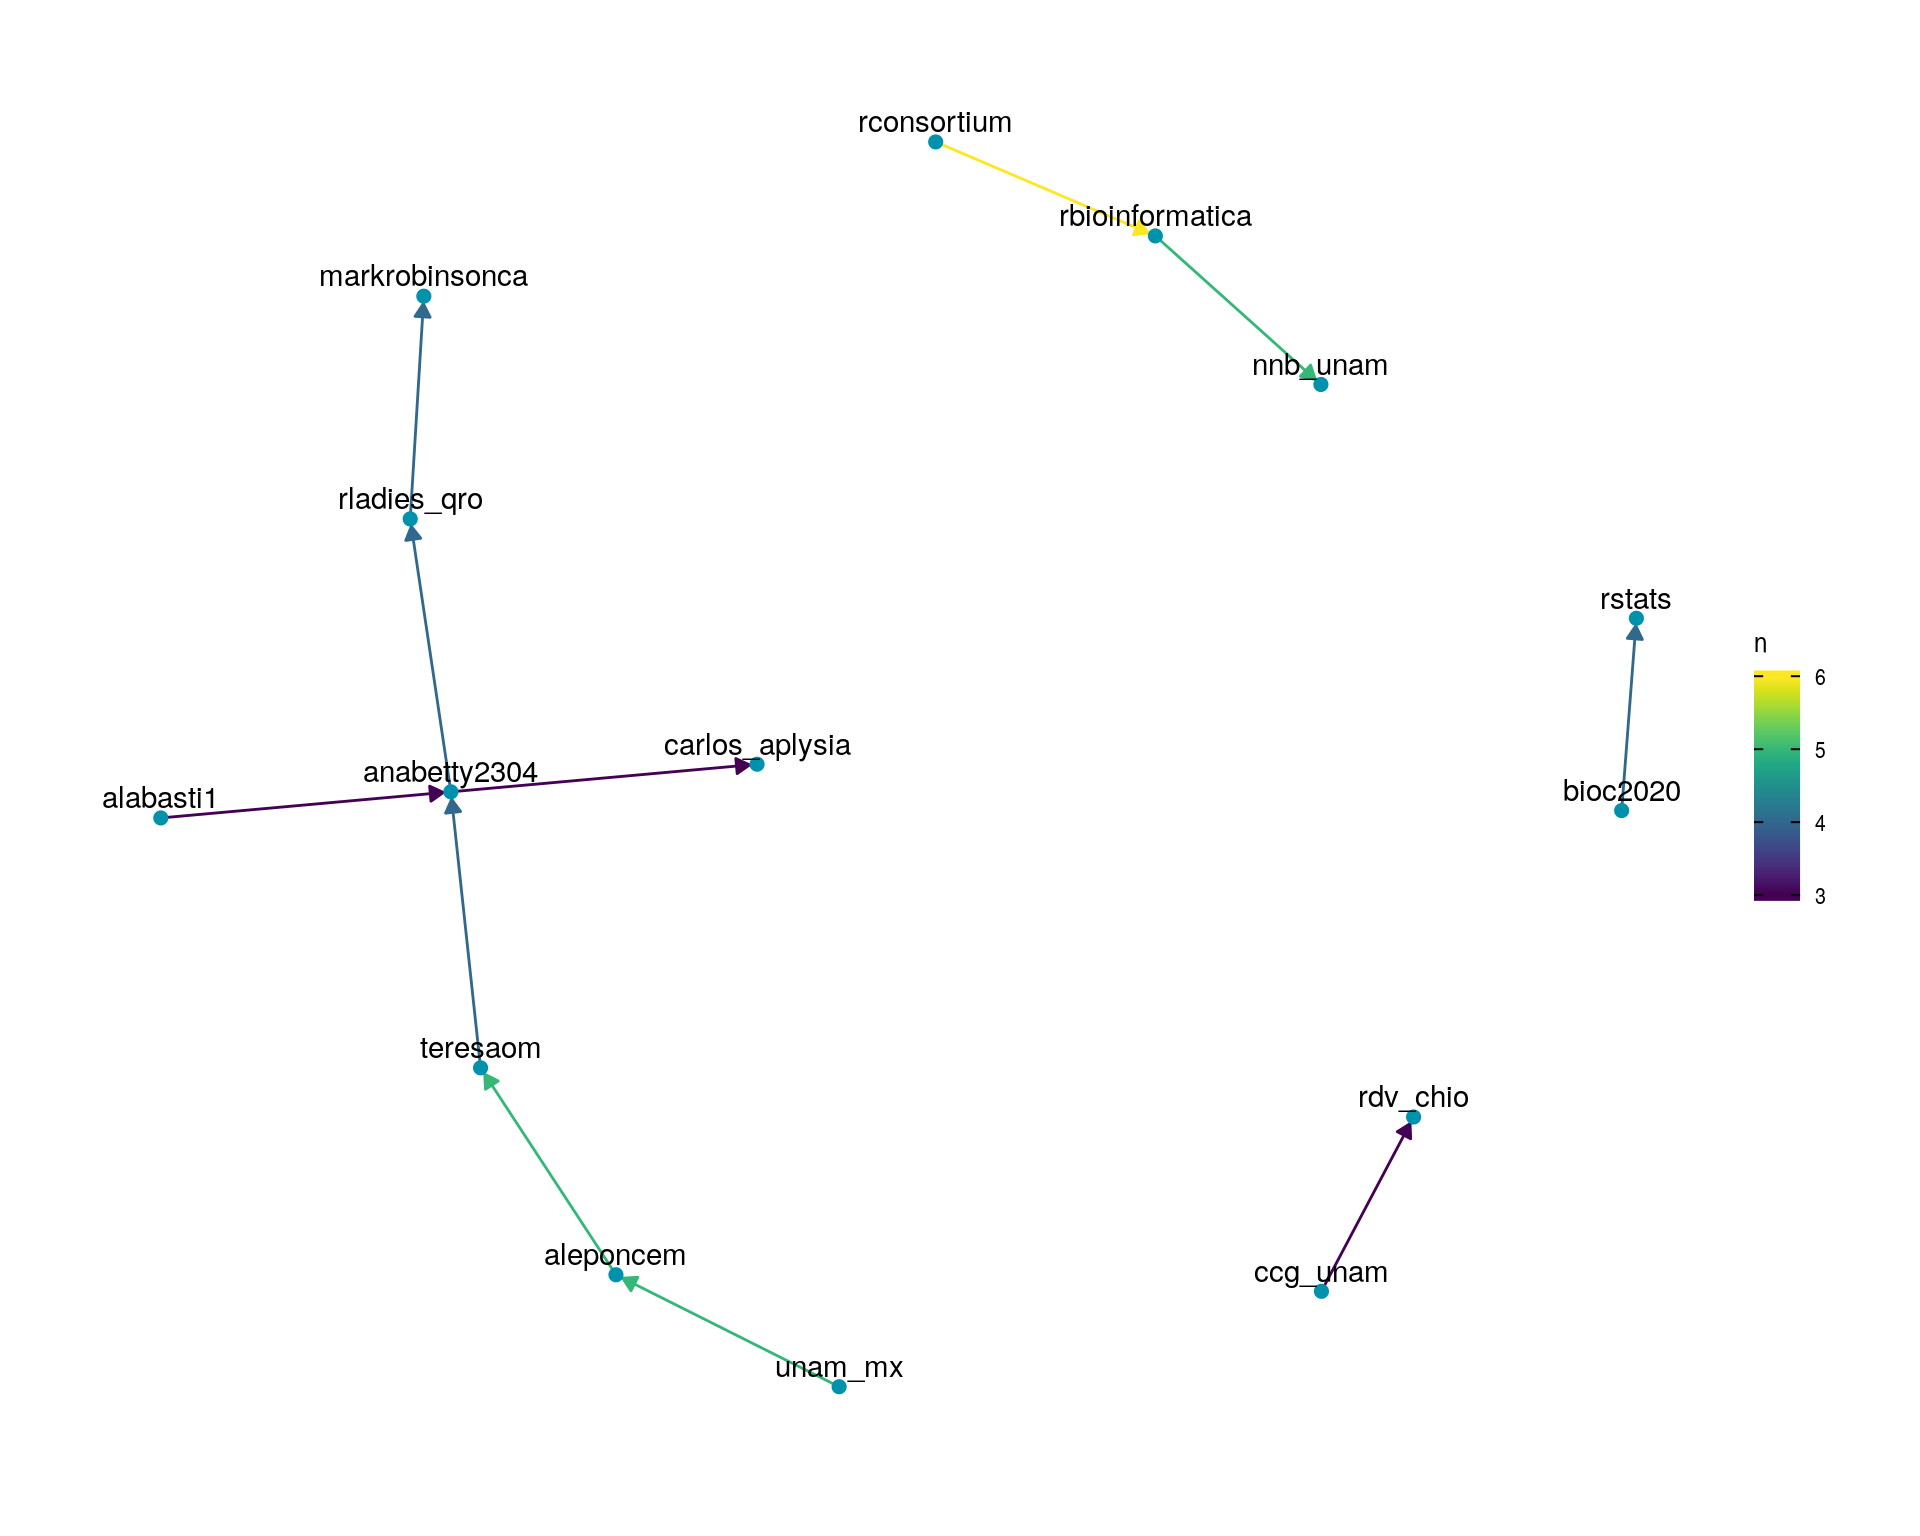 rconsortium
rbioinformatica
markrobinsonca
nnb_unam
rladies_qro
rstats
n
6
5
4
3
carlos_aplysia
anabetty2304
alabasti1
bioc2020
teresaom
rdv_chio
aleponcem
ccg_unam
unam_mx